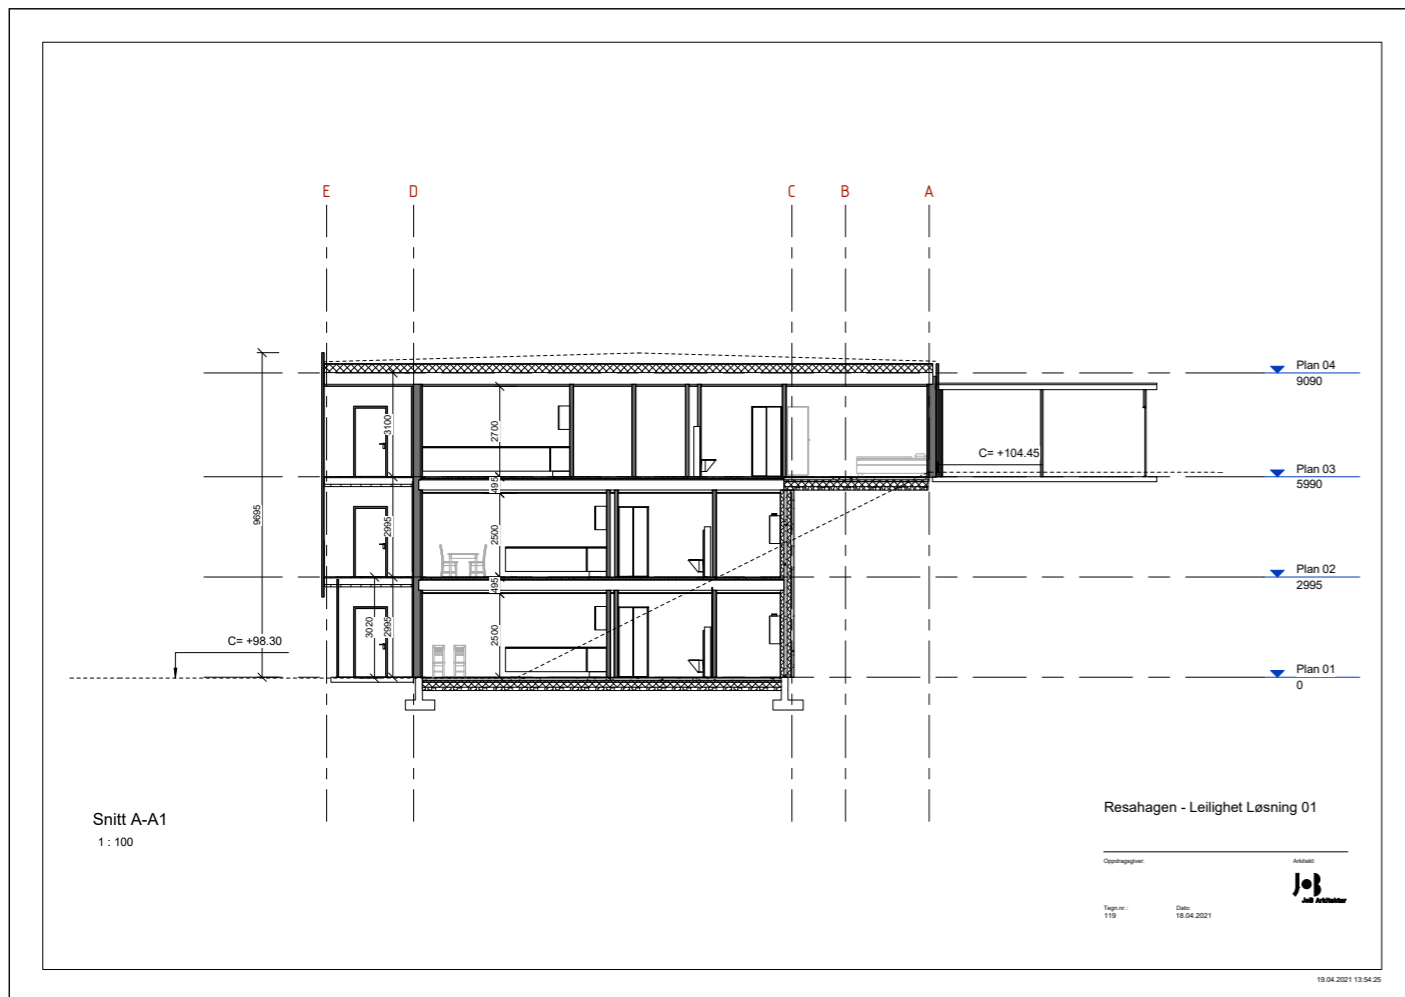 E D C B A
Plan 04
9090
3100
2700
C= +104.45
Plan 03
5990
495
9695
2995
2500
Plan 02
2995
495
3020
2995
2500
C= +98.30
Plan 01
0
Snitt A-A1
1 : 100
Resahagen - Leilighet Løsning 01
Oppdragsgiver:
Arkitekt:
JoB
JoB Arkitekter
Tegn.nr.:
119
Dato:
18.04.2021
19.04.2021 13:54:25